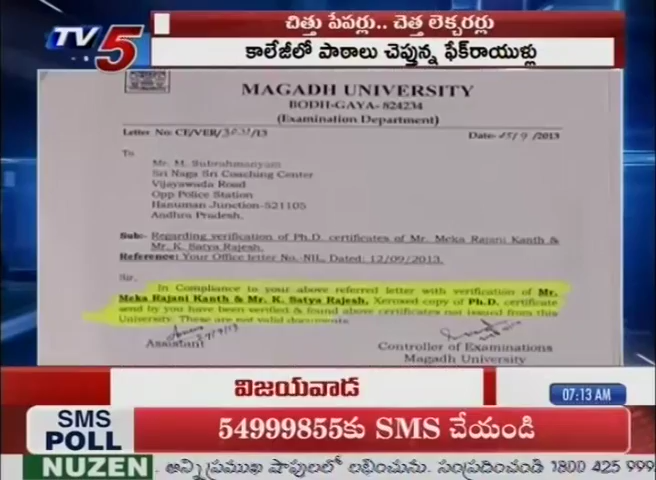 TV5
చిత్తు పేపర్లు.. చెత్త లెక్చరర్లు
కాలేజీలో పాఠాలు చెప్తున్న ఫేక్‌రాయుళ్లు
MAGADH UNIVERSITY
BODH-GAYA- 824234
(Examination Department)
Letter No: CE/VER/ /13
Date- /9/2013
To
Mr. M. Subrahmanyam
Sri Naga Sri Coaching Center
Vijayawada Road
Opp Police Station
Hanuman Junction-521105
Andhra Pradesh.
Sub:- Regarding verification of Ph.D. certificates of Mr. Meka Rajani Kanth &
Mr. K. Satya Rajesh.
Reference: Your Office letter No.-NIL, Dated: 12/09/2013.
Sir,
In Compliance to your above referred letter with verification of Mr.
Meka Rajani Kanth & Mr. K. Satya Rajesh, Xeroxed copy of Ph.D. certificate
send by you have been verified & found above certificates not issued from this
University. These are not valid documents.
Assistant
Controller of Examinations
Magadh University
విజయ్‌వాడ
07:13 AM
SMS
POLL
54999855కు SMS చేయండి
NUZEN
అన్ని ప్రముఖ షాపులలో లభించును. సంప్రదించండి 1800 425 999